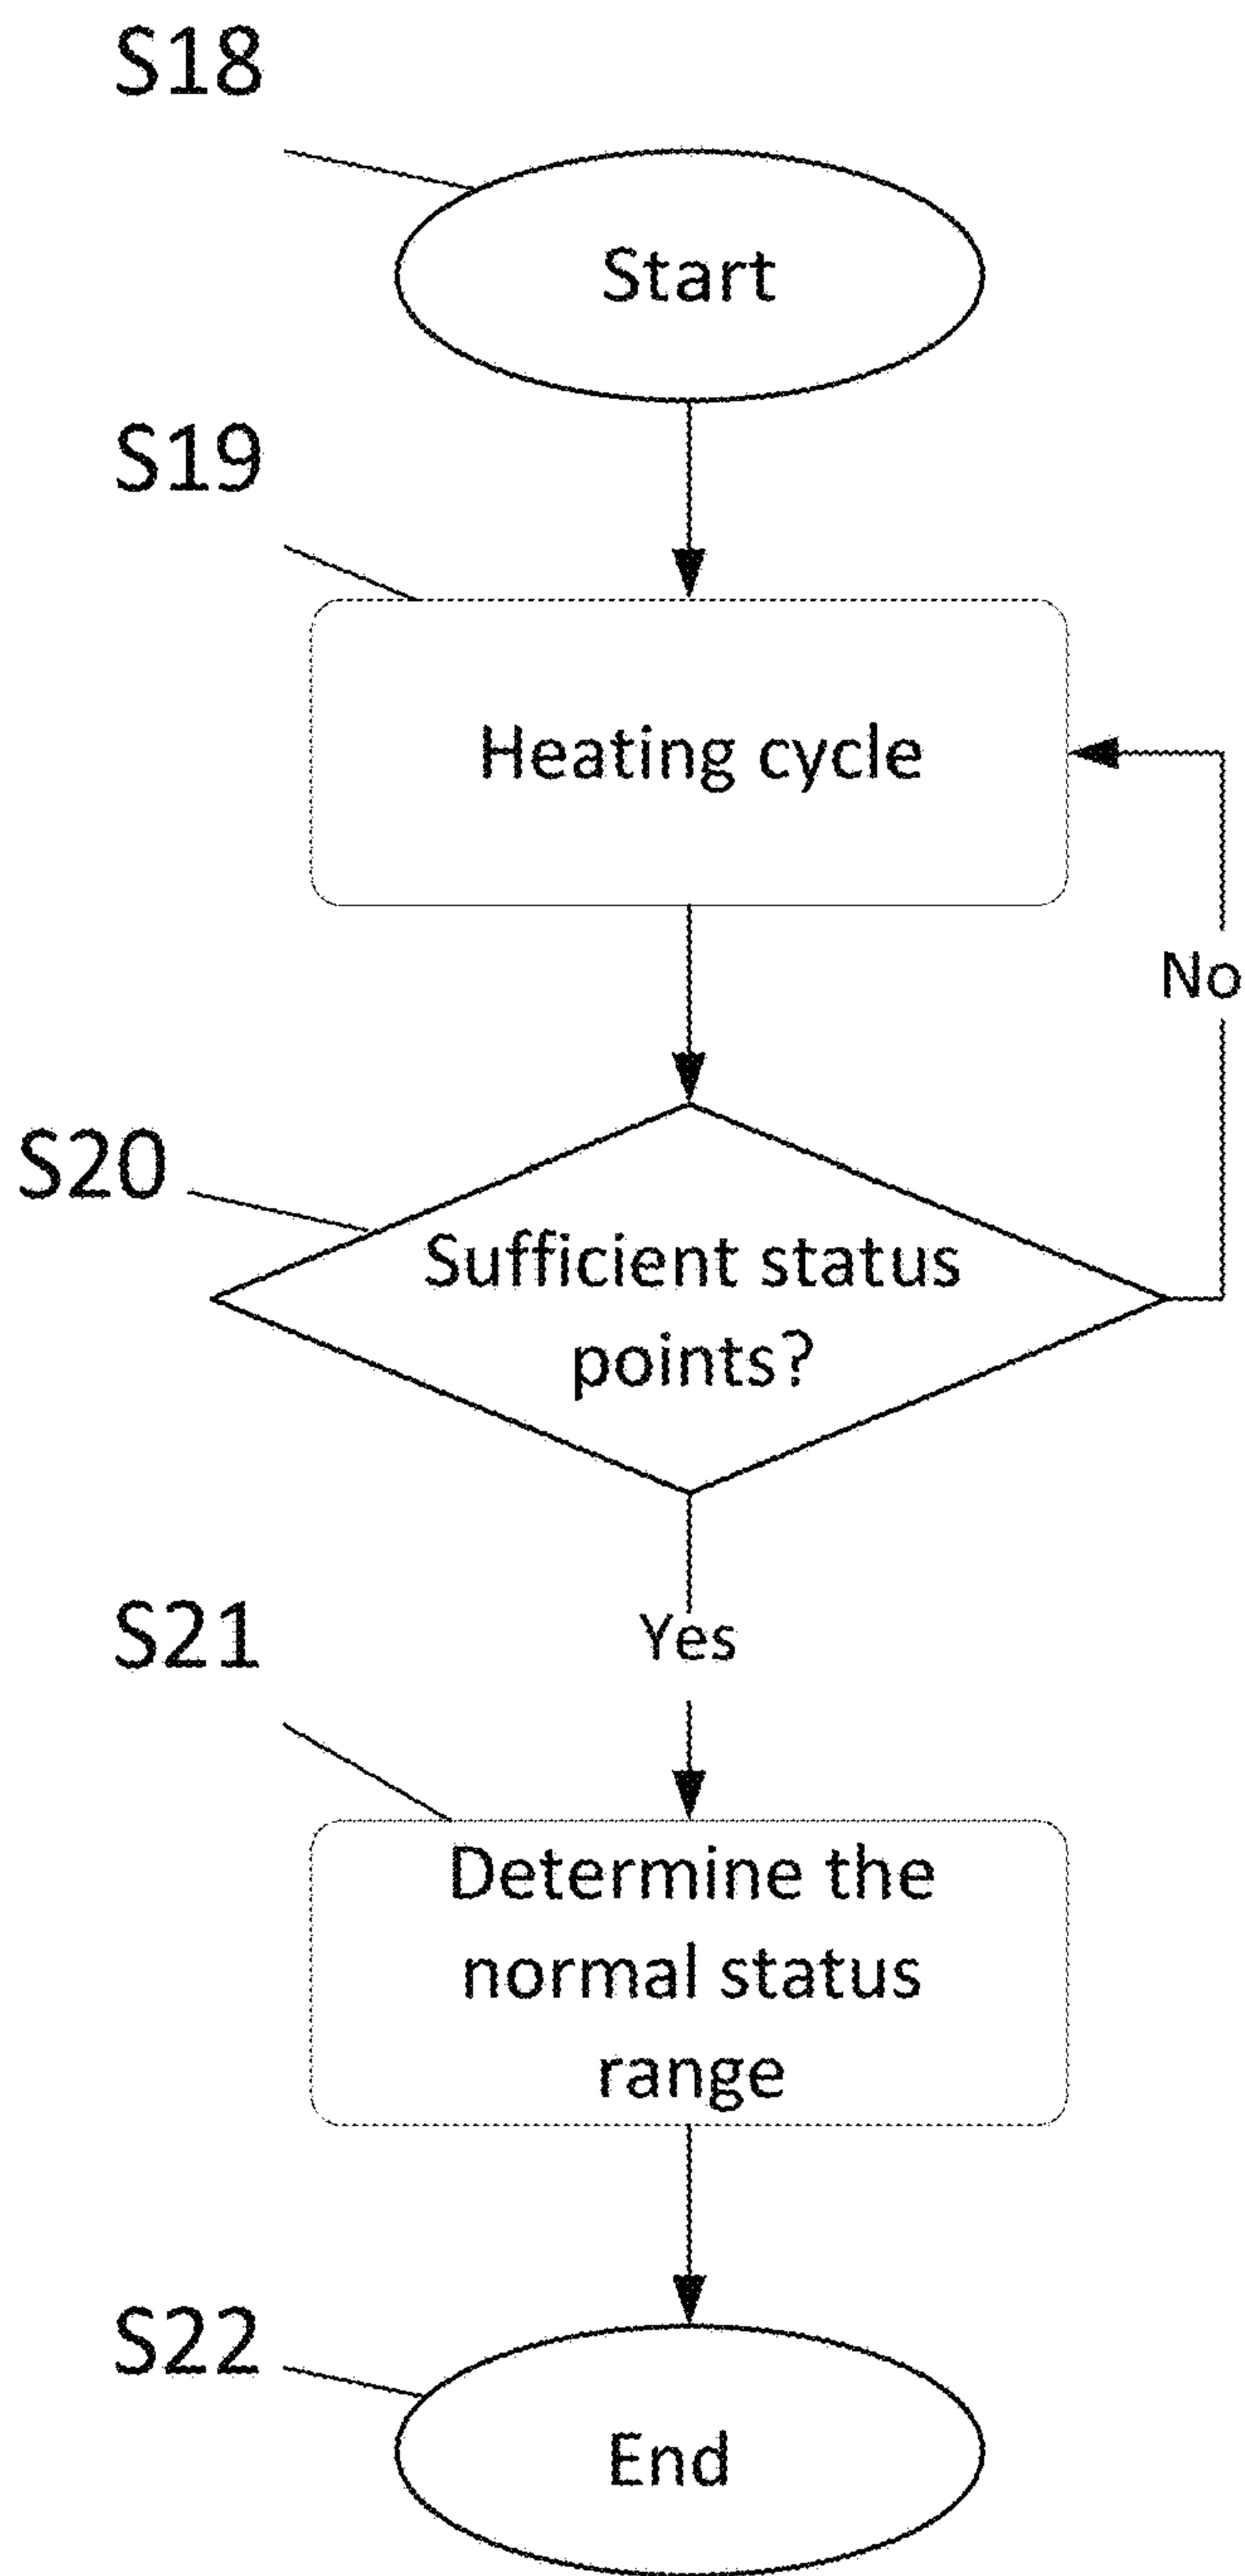 S18
Start
S19
Heating cycle
No
S20
Sufficient status
points?
Yes
S21
Determine the
normal status
range
S22
End